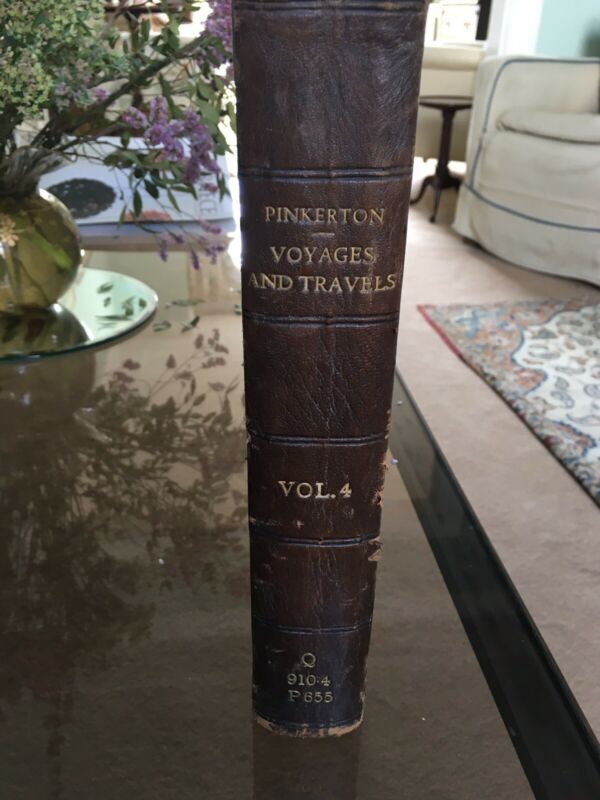 PINKERTON
VOYAGES
AND TRAVELS
VOL. 4
Q
910.4
P655